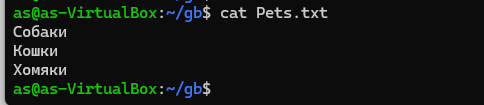 as@as-VirtualBox:~/gb$ cat Pets.txt
Собаки
Кошки
Хомяки
as@as-VirtualBox:~/gb$